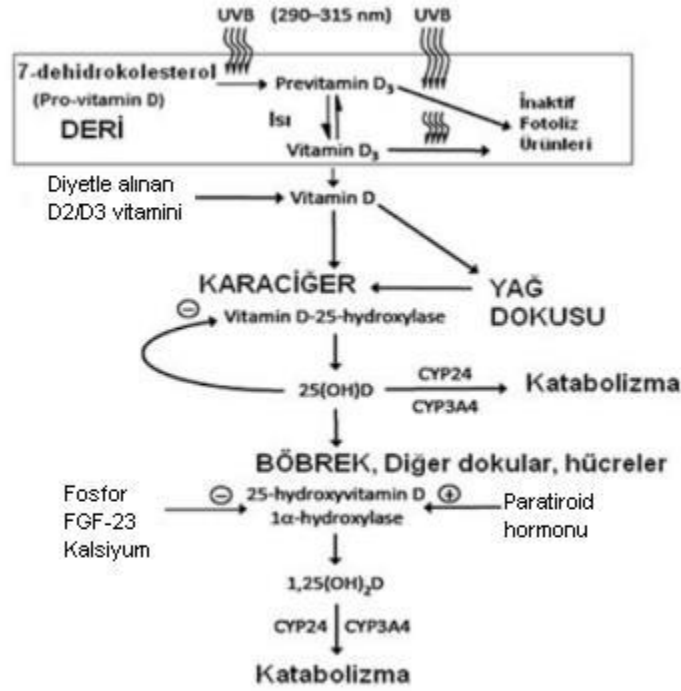 UVB (290–315 nm) UVB
7-dehidrokolesterol
(Pro-vitamin D)
DERİ
Previtamin D₃
Isı
Vitamin D₃
İnaktif
Fotoliz
Ürünleri
Diyetle alınan
D2/D3 vitamini
Vitamin D
KARACİĞER
YAĞ
DOKUSU
⊖
Vitamin D-25-hydroxylase
25(OH)D
CYP24
CYP3A4
Katabolizma
BÖBREK, Diğer dokular, hücreler
Fosfor
FGF-23
Kalsiyum
⊖ 25-hydroxyvitamin D ⊕
1α-hydroxylase
Paratiroid
hormonu
1,25(OH)₂D
CYP24 CYP3A4
Katabolizma